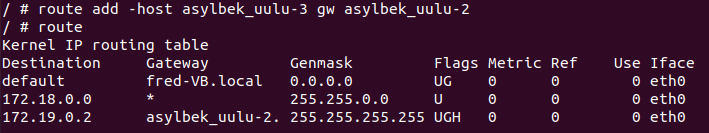 / # route add -host asylbek_uulu-3 gw asylbek_uulu-2
/ # route
Kernel IP routing table
Destination     Gateway         Genmask         Flags Metric Ref    Use Iface
default         fred-VB.local   0.0.0.0         UG    0      0        0 eth0
172.18.0.0      *               255.255.0.0     U     0      0        0 eth0
172.19.0.2      asylbek_uulu-2. 255.255.255.255 UGH   0      0        0 eth0